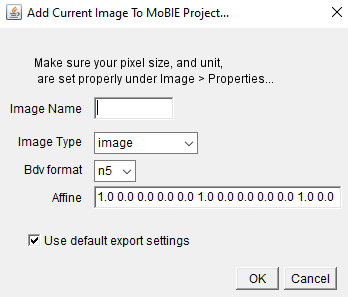 Add Current Image To MoBIE Project...
Make sure your pixel size, and unit,
are set properly under Image > Properties...
Image Name
Image Type image
Bdv format n5
Affine 1.0 0.0 0.0 0.0 0.0 1.0 0.0 0.0 0.0 0.0 1.0 0.0
Use default export settings
OK Cancel